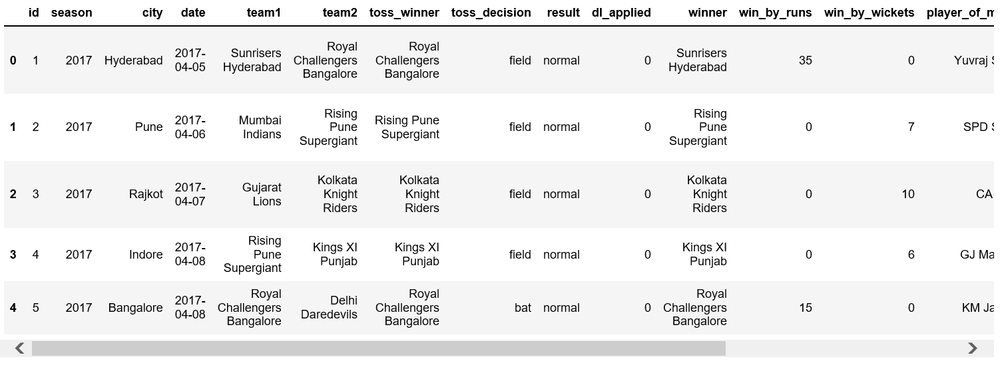 id season city date team1 team2 toss_winner toss_decision result dl_applied winner win_by_runs win_by_wickets player_of_m
0 1 2017 Hyderabad 2017-04-05 Sunrisers Hyderabad Royal Challengers Bangalore Royal Challengers Bangalore field normal 0 Sunrisers Hyderabad 35 0 Yuvraj S
1 2 2017 Pune 2017-04-06 Mumbai Indians Rising Pune Supergiant Rising Pune Supergiant field normal 0 Rising Pune Supergiant 0 7 SPD S
2 3 2017 Rajkot 2017-04-07 Gujarat Lions Kolkata Knight Riders Kolkata Knight Riders field normal 0 Kolkata Knight Riders 0 10 CA
3 4 2017 Indore 2017-04-08 Rising Pune Supergiant Kings XI Punjab Kings XI Punjab field normal 0 Kings XI Punjab 0 6 GJ Ma
4 5 2017 Bangalore 2017-04-08 Royal Challengers Bangalore Delhi Daredevils Royal Challengers Bangalore bat normal 0 Royal Challengers Bangalore 15 0 KM Ja